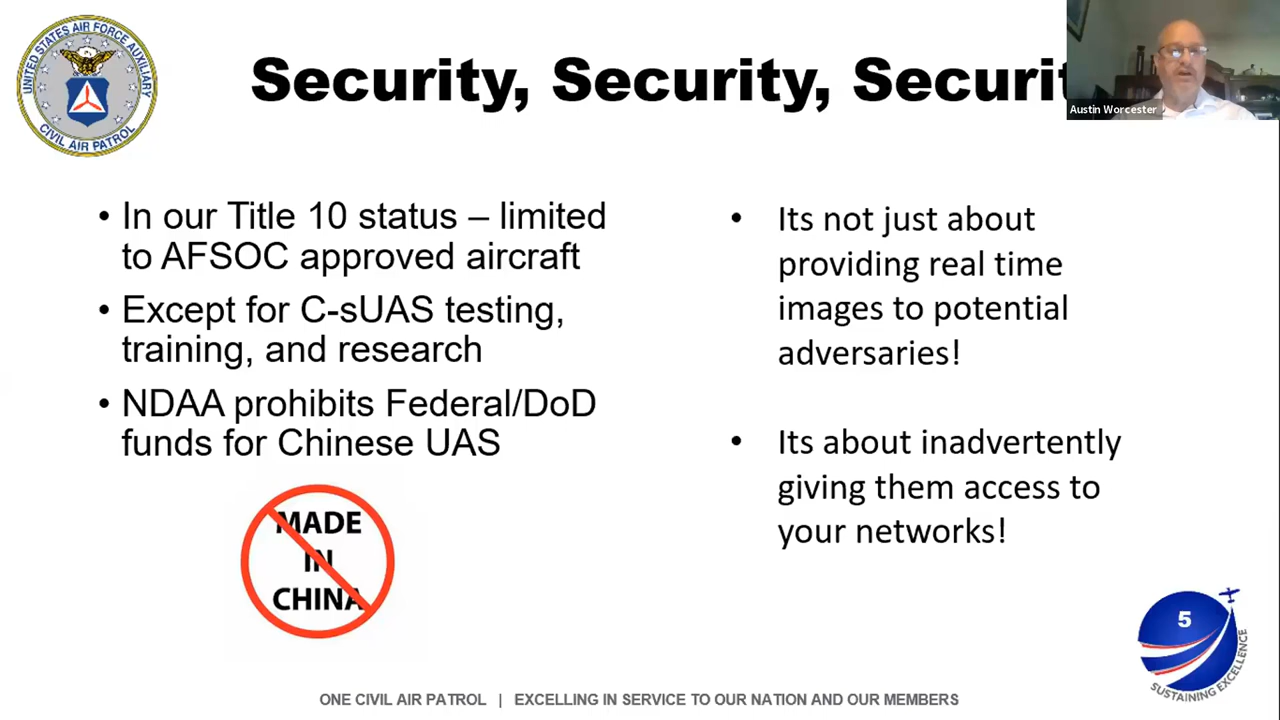 UNITED STATES AIR FORCE AUXILIARY
CIVIL AIR PATROL
Security, Security, Securit
Austin Worcester
• In our Title 10 status – limited
to AFSOC approved aircraft
• Except for C-sUAS testing,
training, and research
• NDAA prohibits Federal/DoD
funds for Chinese UAS
MADE
IN
CHINA
• Its not just about
providing real time
images to potential
adversaries!
• Its about inadvertently
giving them access to
your networks!
5
SUSTAINING EXCELLENCE
ONE CIVIL AIR PATROL | EXCELLING IN SERVICE TO OUR NATION AND OUR MEMBERS